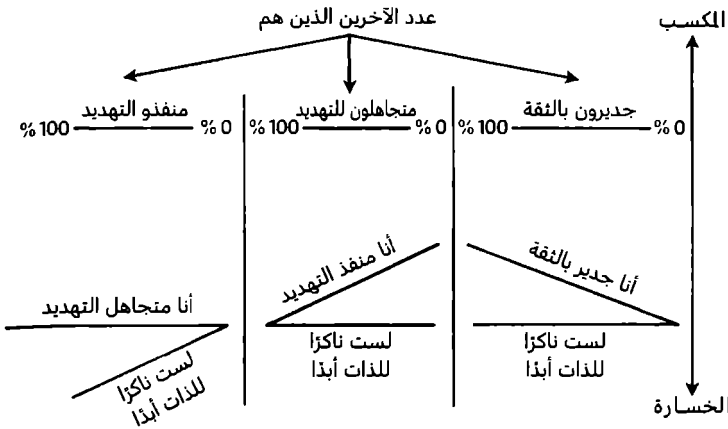 عدد الآخرين الذين هم
المكسب
جديرون بالثقة
% 0
% 100
متجاهلون للتهديد
% 0
% 100
منفذو التهديد
% 0
% 100
أنا جدير بالثقة
لست ناكرًا
للذات أبدًا
أنا منفذ التهديد
لست ناكرًا
للذات أبدًا
أنا متجاهل التهديد
لست ناكرًا
للذات أبدًا
الخسارة